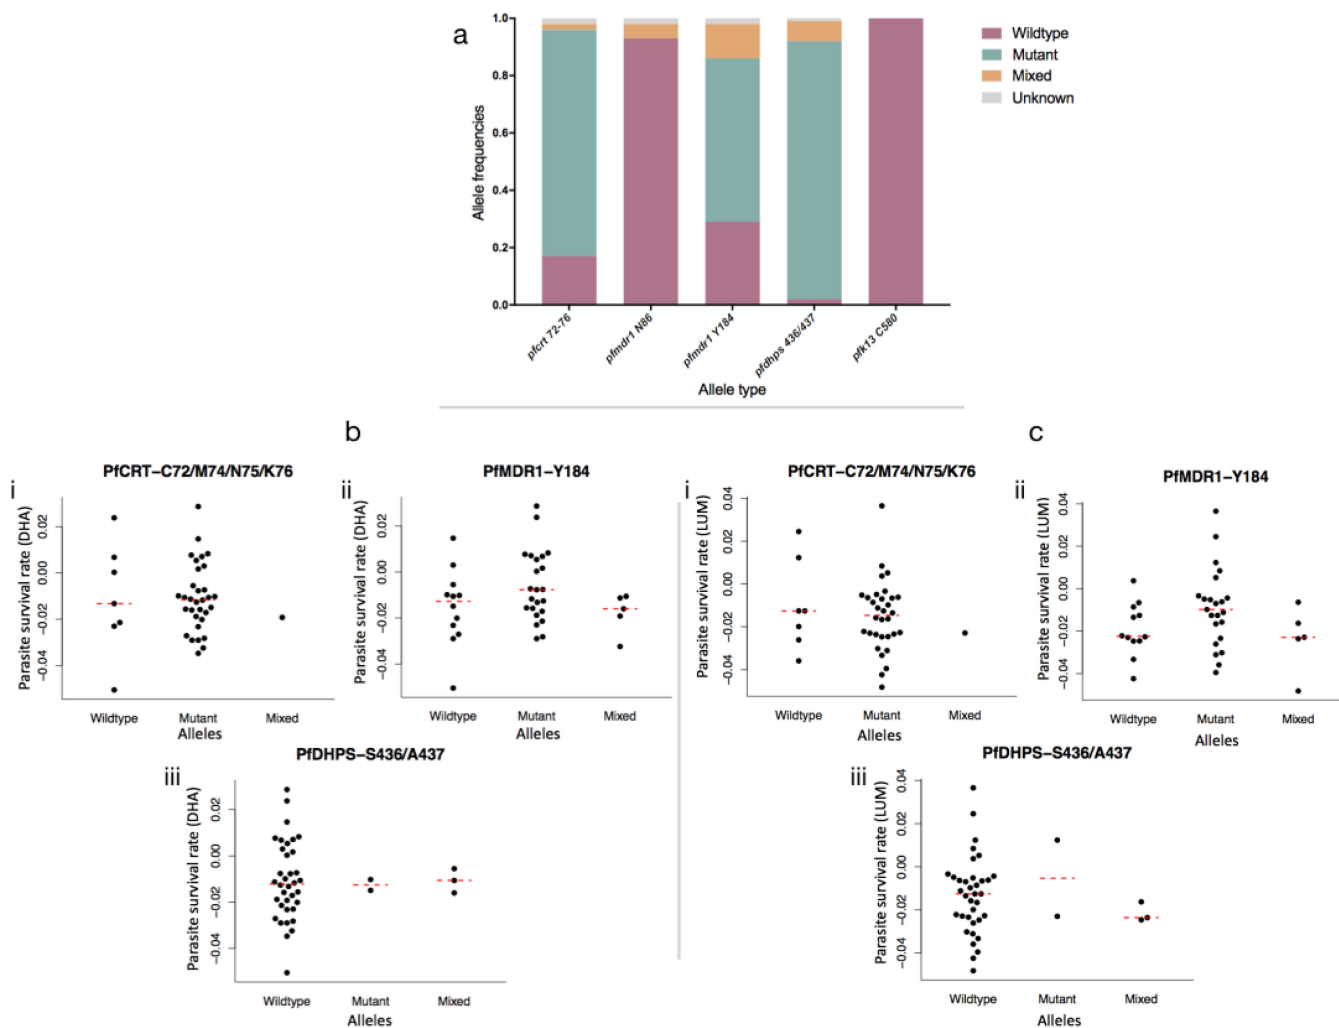 a
Wildtype
Mutant
Mixed
Unknown
Allele frequencies
1.0
0.8
0.6
0.4
0.2
0.0
pfcrt 72-76
pfmdr1 N86
pfmdr1 Y184
pfdhps 436/437
pfk13 C580
Allele type
b
PfCRT–C72/M74/N75/K76
i
Parasite survival rate (DHA)
0.02
0.00
−0.02
−0.04
Wildtype
Mutant
Mixed
Alleles
PfMDR1–Y184
ii
Parasite survival rate (DHA)
0.02
0.00
−0.02
−0.04
Wildtype
Mutant
Mixed
Alleles
PfDHPS–S436/A437
iii
Parasite survival rate (DHA)
0.02
0.00
−0.02
−0.04
Wildtype
Mutant
Mixed
Alleles
c
PfCRT–C72/M74/N75/K76
i
Parasite survival rate (LUM)
0.04
0.02
0.00
−0.02
−0.04
Wildtype
Mutant
Mixed
Alleles
PfMDR1–Y184
ii
Parasite survival rate (LUM)
0.04
0.02
0.00
−0.02
−0.04
Wildtype
Mutant
Mixed
Alleles
PfDHPS–S436/A437
iii
Parasite survival rate (LUM)
0.04
0.02
0.00
−0.02
−0.04
Wildtype
Mutant
Mixed
Alleles